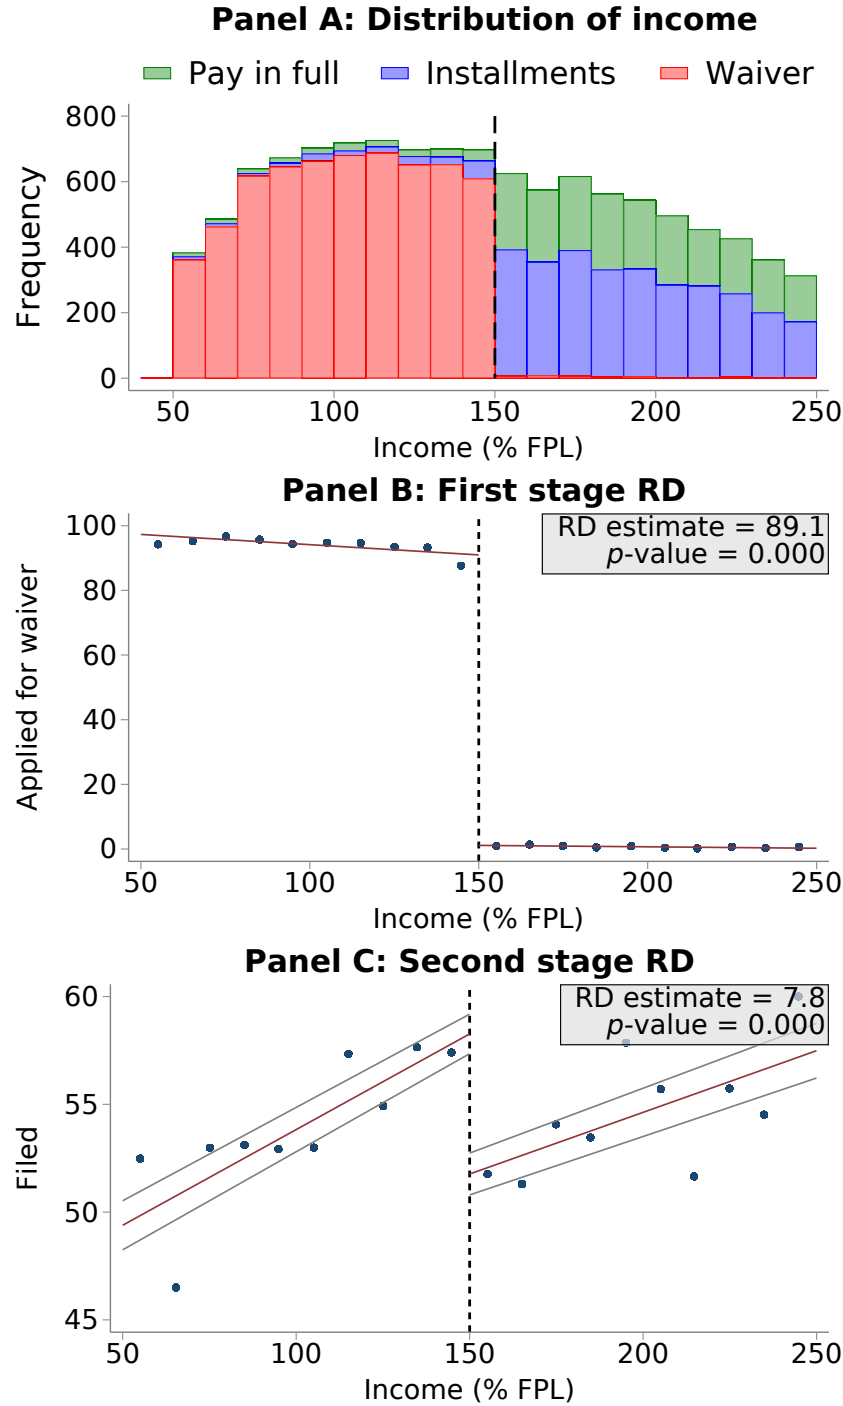 Panel A: Distribution of income
Pay in full Installments Waiver
800
600
400
200
0
Frequency
50 100 150 200 250
Income (% FPL)
Panel B: First stage RD
RD estimate = 89.1
p-value = 0.000
100
80
60
40
20
0
Applied for waiver
50 100 150 200 250
Income (% FPL)
Panel C: Second stage RD
RD estimate = 7.8
p-value = 0.000
60
55
50
45
Filed
50 100 150 200 250
Income (% FPL)